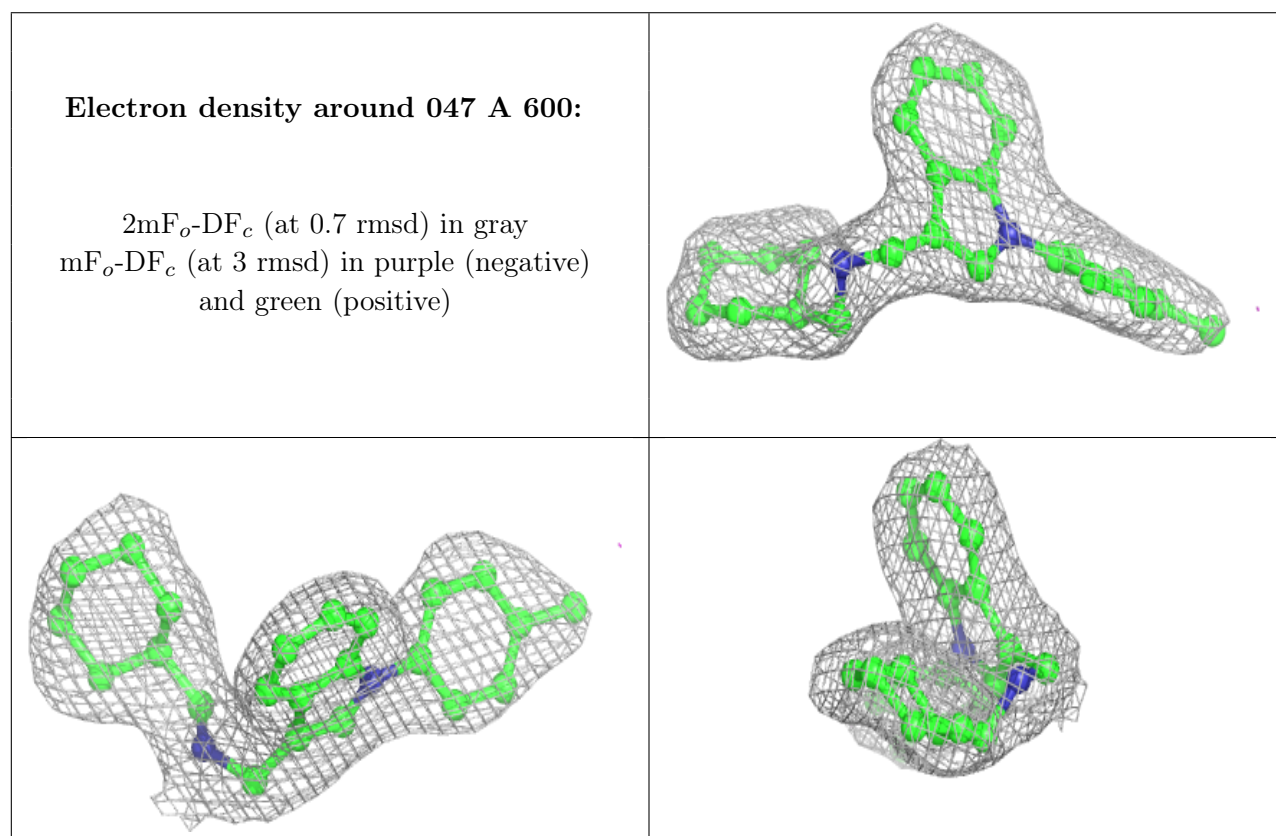 Electron density around 047 A 600:
2mFₒ-DF𝒸 (at 0.7 rmsd) in gray
mFₒ-DF𝒸 (at 3 rmsd) in purple (negative)
and green (positive)